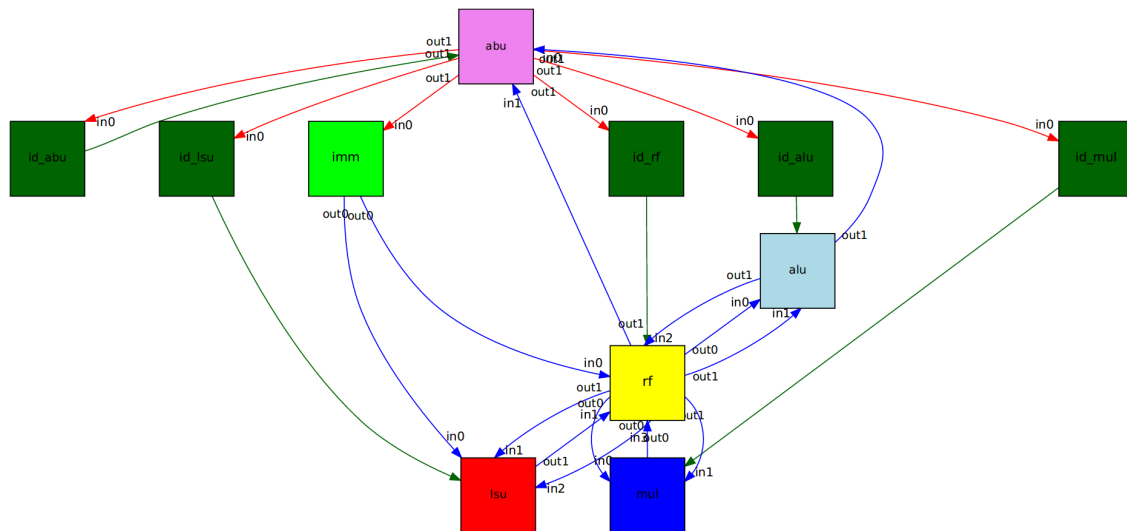 abu
out1
out1
out1
in0
out1
out1
out1
in1
in0
in0
in0
in0
in0
in0
id_abu
id_lsu
imm
id_rf
id_alu
id_mul
out0
out0
out1
alu
out1
in0
in1
out1
in2
in0
rf
out0
out1
out1
out0
in1
out1
out0
in3
out0
in0
in1
out1
in0
in1
in2
lsu
mul